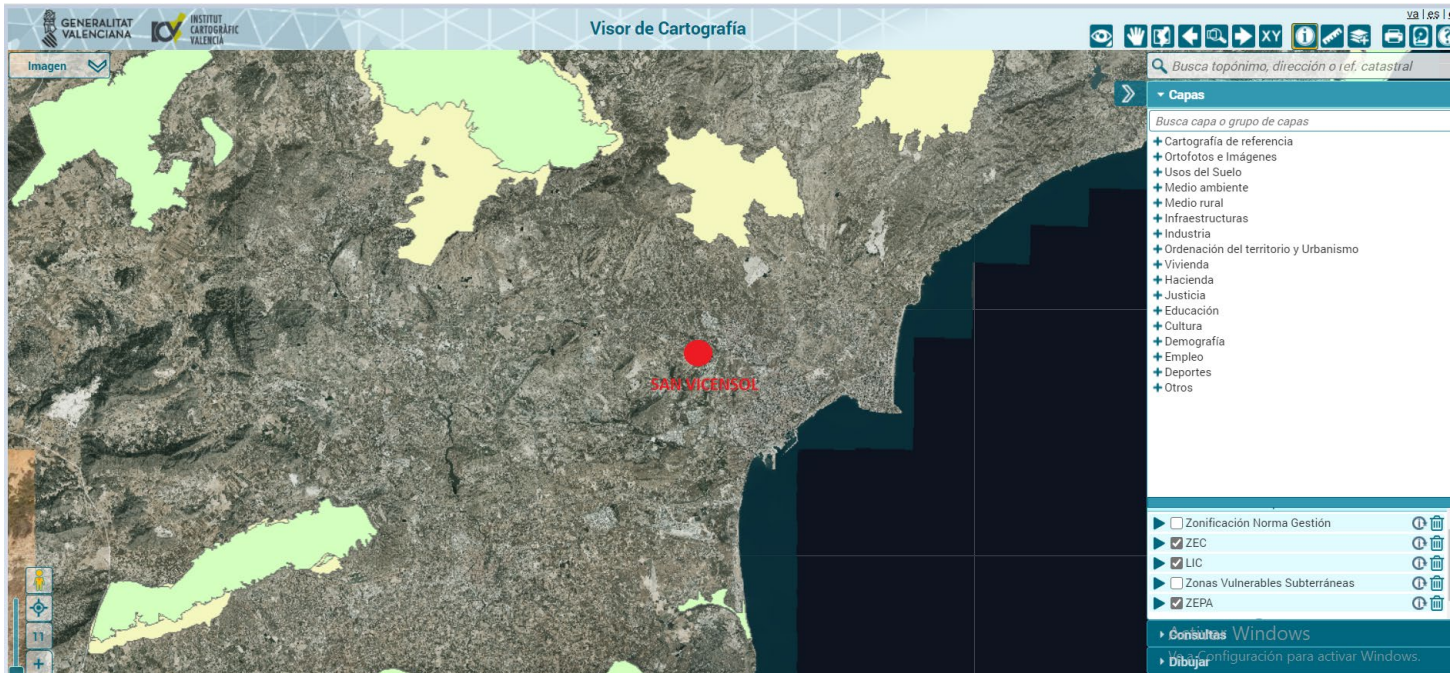 GENERALITAT
VALENCIANA
INSTITUT
CARTOGRÀFIC
VALENCIÀ
Visor de Cartografía
va | es |
XY
Imagen
Busca topónimo, dirección o ref. catastral
Capas
Busca capa o grupo de capas
Cartografía de referencia
Ortofotos e Imágenes
Usos del Suelo
Medio ambiente
Medio rural
Infraestructuras
Industria
Ordenación del territorio y Urbanismo
Vivienda
Hacienda
Justicia
Educación
Cultura
Demografía
Empleo
Deportes
Otros
SAN VICENSOL
Zonificación Norma Gestión
ZEC
LIC
Zonas Vulnerables Subterráneas
ZEPA
11
Consultas
Activar Windows
Ve a Configuración para activar Windows.
Dibujar